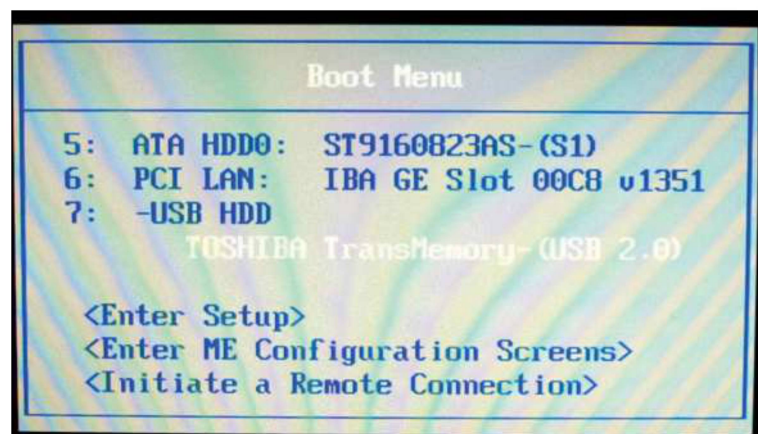 Boot Menu
5: ATA HDD0: ST9160823AS-(S1)
6: PCI LAN: IBA GE Slot 00C8 v1351
7: -USB HDD
TOSHIBA TransMemory-(USB 2.0)
<Enter Setup>
<Enter ME Configuration Screens>
<Initiate a Remote Connection>